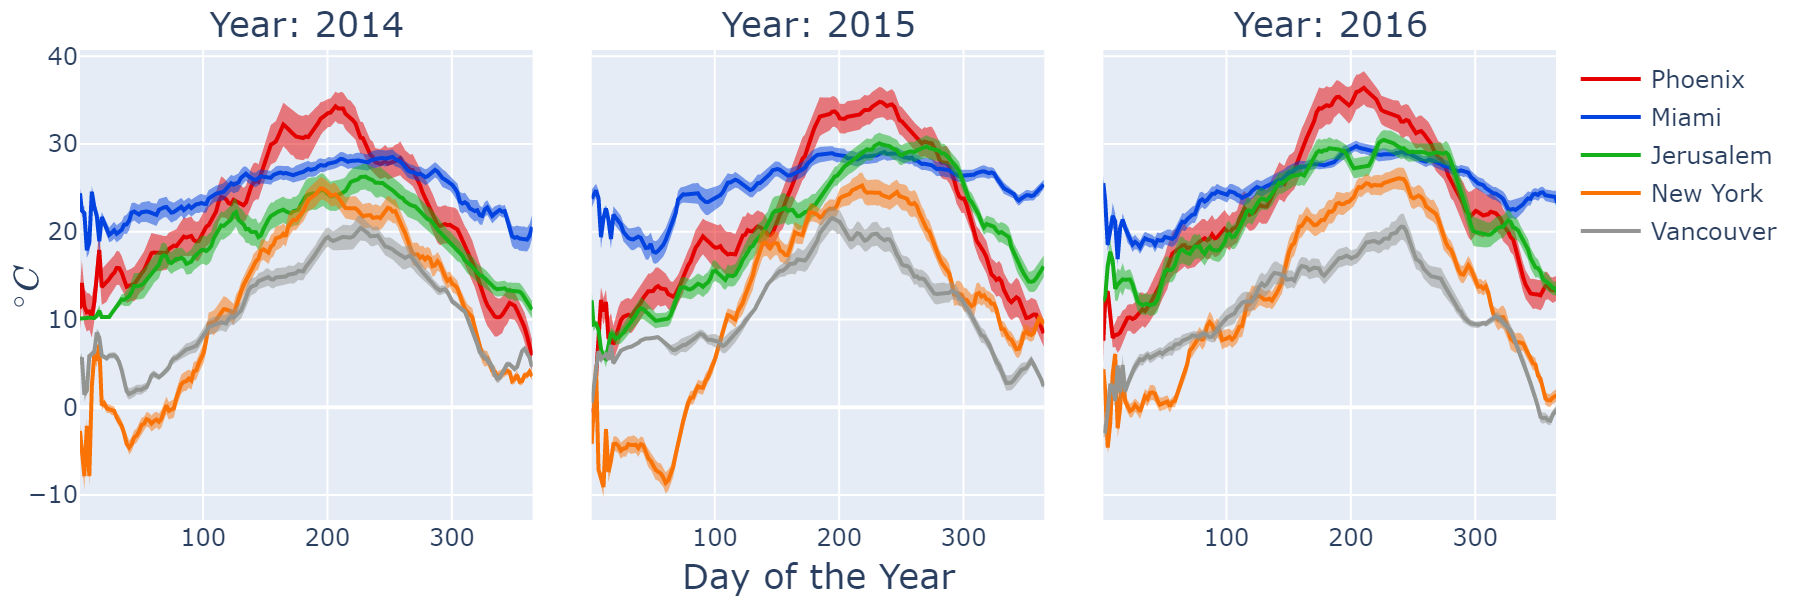 Year: 2014
Year: 2015
Year: 2016
40
30
20
10
0
−10
°C
100 200 300
100 200 300
100 200 300
Day of the Year
Phoenix
Miami
Jerusalem
New York
Vancouver